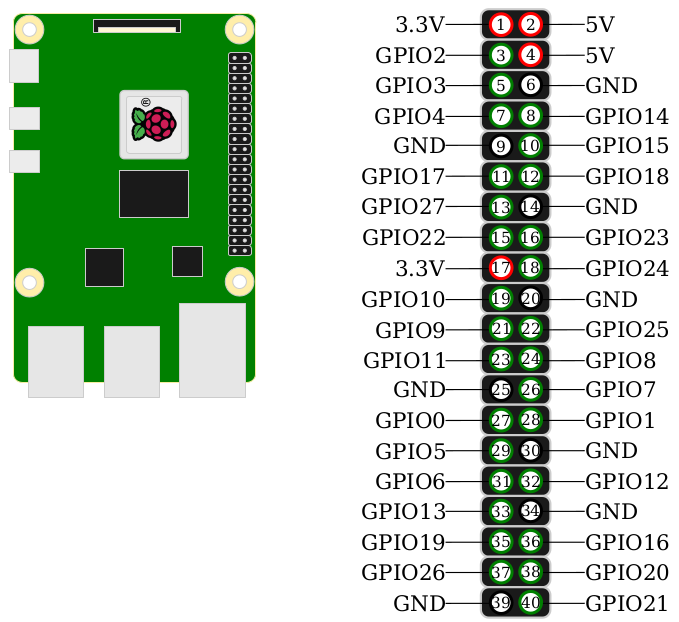 3.3V 1 2 5V
GPIO2 3 4 5V
GPIO3 5 6 GND
GPIO4 7 8 GPIO14
GND 9 10 GPIO15
GPIO17 11 12 GPIO18
GPIO27 13 14 GND
GPIO22 15 16 GPIO23
3.3V 17 18 GPIO24
GPIO10 19 20 GND
GPIO9 21 22 GPIO25
GPIO11 23 24 GPIO8
GND 25 26 GPIO7
GPIO0 27 28 GPIO1
GPIO5 29 30 GND
GPIO6 31 32 GPIO12
GPIO13 33 34 GND
GPIO19 35 36 GPIO16
GPIO26 37 38 GPIO20
GND 39 40 GPIO21
®